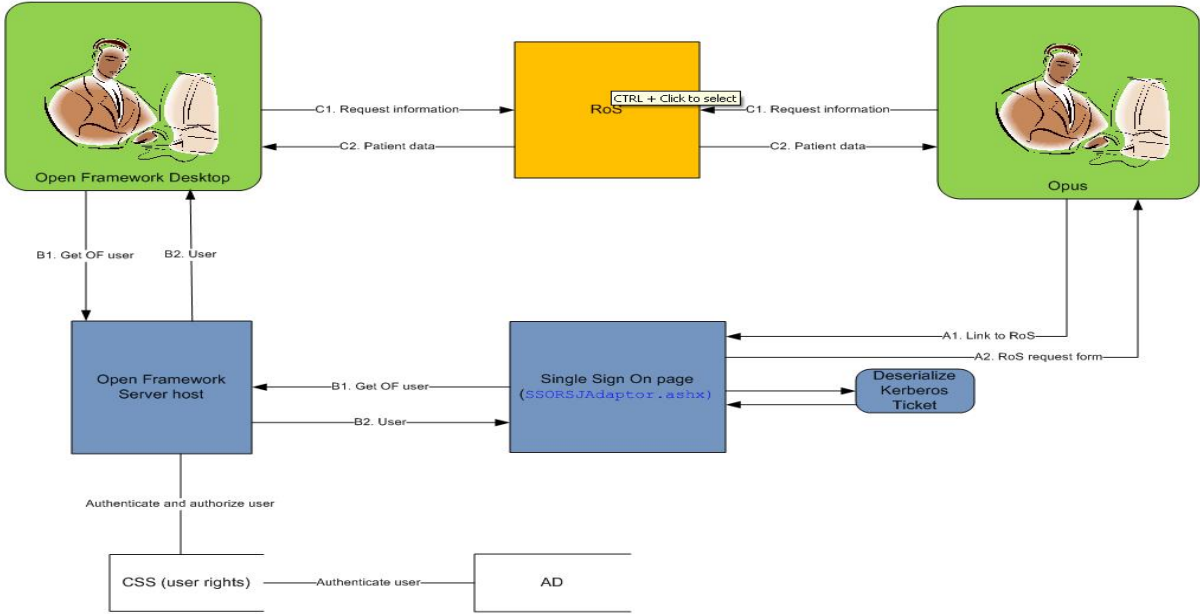 C1. Request information
RoS
CTRL + Click to select
C1. Request information
C2. Patient data
C2. Patient data
Open Framework Desktop
Opus
B1. Get OF user
B2. User
A1. Link to RoS
A2. RoS request form
Open Framework
Server host
B1. Get OF user
B2. User
Single Sign On page
(SSORSJAdaptor.ashx)
Deserialize
Kerberos
Ticket
Authenticate and authorize user
CSS (user rights)
Authenticate user
AD